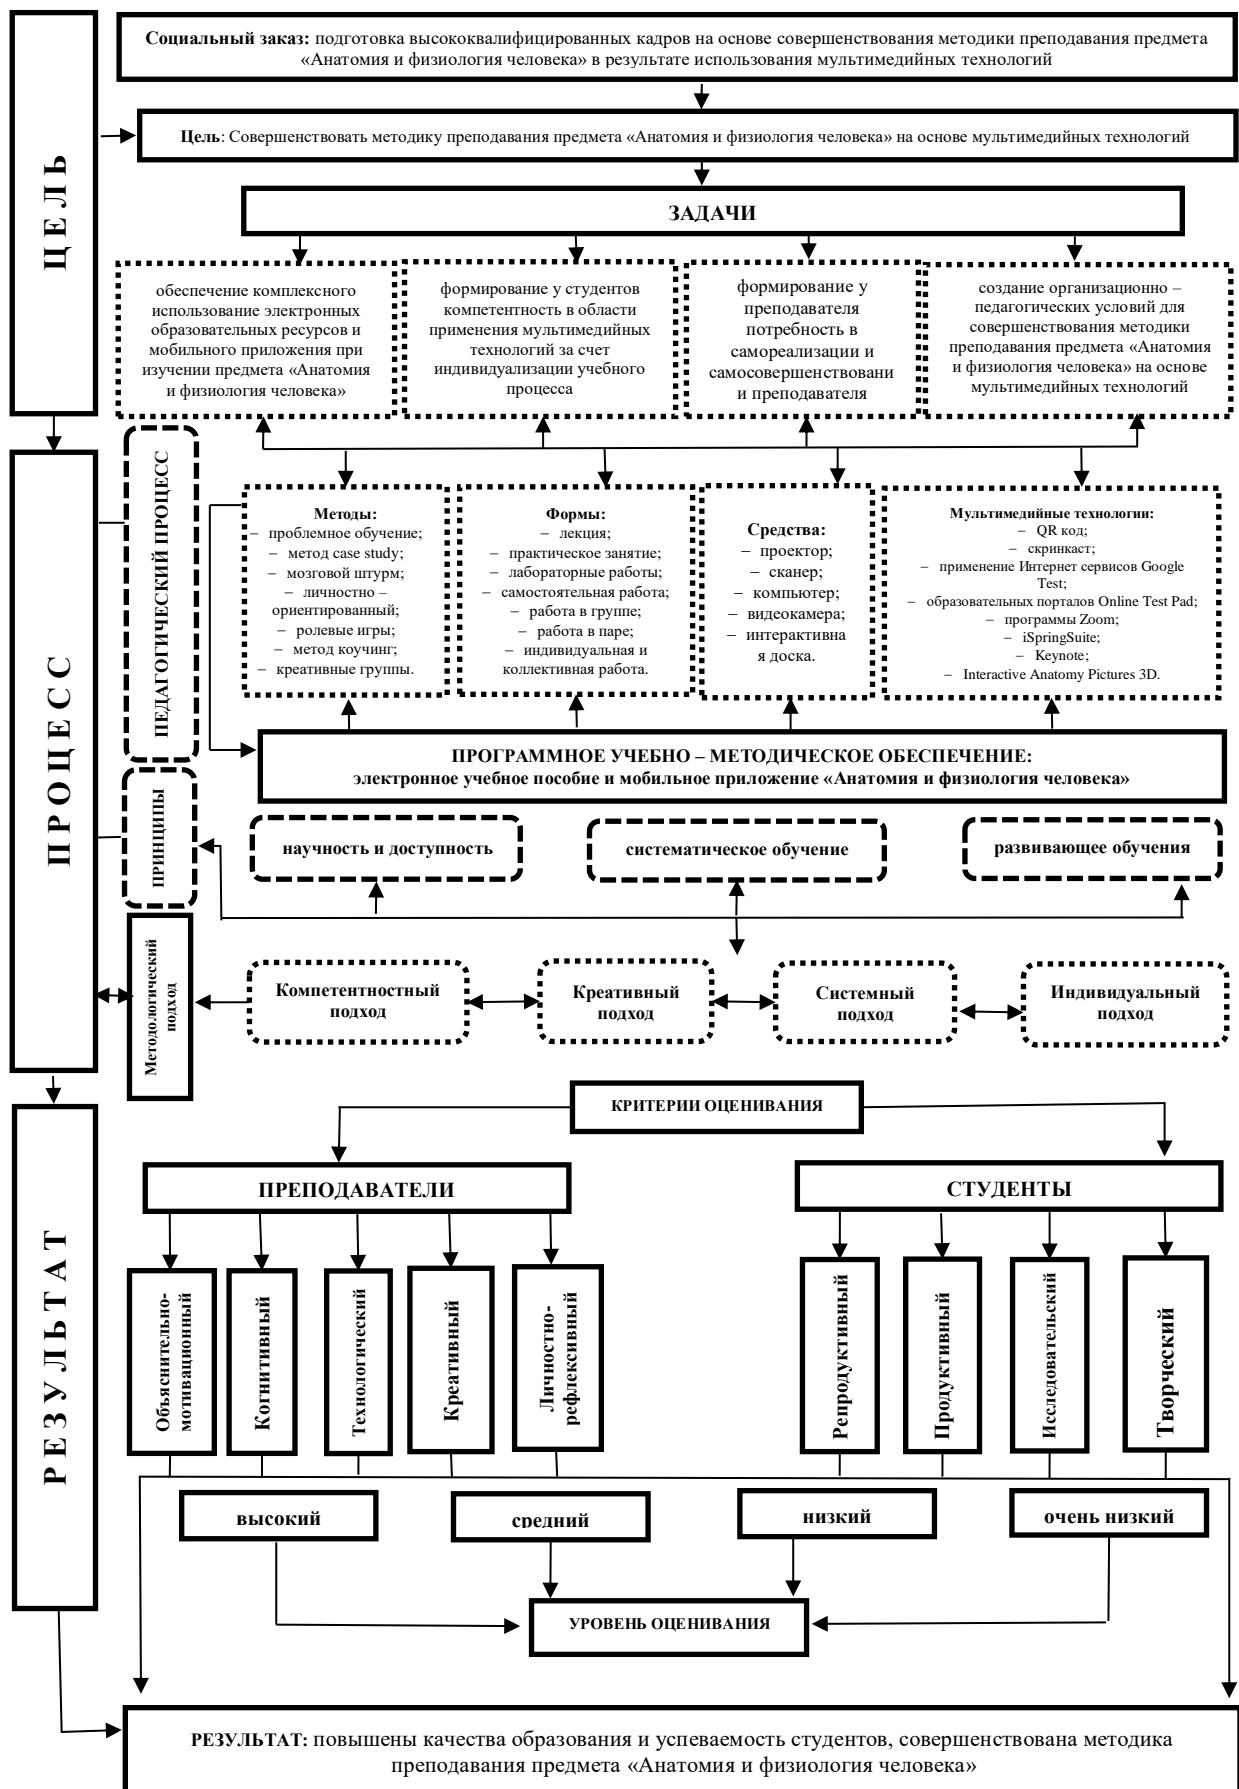 Социальный заказ: подготовка высококвалифицированных кадров на основе совершенствования методики преподавания предмета
«Анатомия и физиология человека» в результате использования мультимедийных технологий
Цель: Совершенствовать методику преподавания предмета «Анатомия и физиология человека» на основе мультимедийных технологий
ЦЕЛЬ
ЗАДАЧИ
обеспечение комплексного
использование электронных
образовательных ресурсов и
мобильного приложения при
изучении предмета «Анатомия
и физиология человека»
формирование у студентов
компетентность в области
применения мультимедийных
технологий за счет
индивидуализации учебного
процесса
формирование у
преподавателя
потребность в
самореализации и
самосовершенствовани
и преподавателя
создание организационно –
педагогических условий для
совершенствования методики
преподавания предмета «Анатомия
и физиология человека» на основе
мультимедийных технологий
ПРОЦЕСС
ПЕДАГОГИЧЕСКИЙ ПРОЦЕСС
Методы:
– проблемное обучение;
– метод case study;
– мозговой штурм;
– личностно –
ориентированный;
– ролевые игры;
– метод коучинг;
– креативные группы.
Формы:
– лекция;
– практическое занятие;
– лабораторные работы;
– самостоятельная работа;
– работа в группе;
– работа в паре;
– индивидуальная и
коллективная работа.
Средства:
– проектор;
– сканер;
– компьютер;
– видеокамера;
– интерактивна
я доска.
Мультимедийные технологии:
– QR код;
– скринкаст;
– применение Интернет сервисов Google
Test;
– образовательных порталов Online Test Pad;
– программы Zoom;
– iSpringSuite;
– Keynote;
– Interactive Anatomy Pictures 3D.
ПРОГРАММНОЕ УЧЕБНО – МЕТОДИЧЕСКОЕ ОБЕСПЕЧЕНИЕ:
электронное учебное пособие и мобильное приложение «Анатомия и физиология человека»
ПРИНЦИПЫ
научность и доступность
систематическое обучение
развивающее обучения
Методологический
подход
Компетентностный
подход
Креативный
подход
Системный
подход
Индивидуальный
подход
РЕЗУЛЬТАТ
КРИТЕРИИ ОЦЕНИВАНИЯ
ПРЕПОДАВАТЕЛИ
СТУДЕНТЫ
Объяснительно-
мотивационный
Когнитивный
Технологический
Креативный
Личностно-
рефлексивный
Репродуктивный
Продуктивный
Исследовательский
Творческий
высокий
средний
низкий
очень низкий
УРОВЕНЬ ОЦЕНИВАНИЯ
РЕЗУЛЬТАТ: повышены качества образования и успеваемость студентов, совершенствована методика
преподавания предмета «Анатомия и физиология человека»